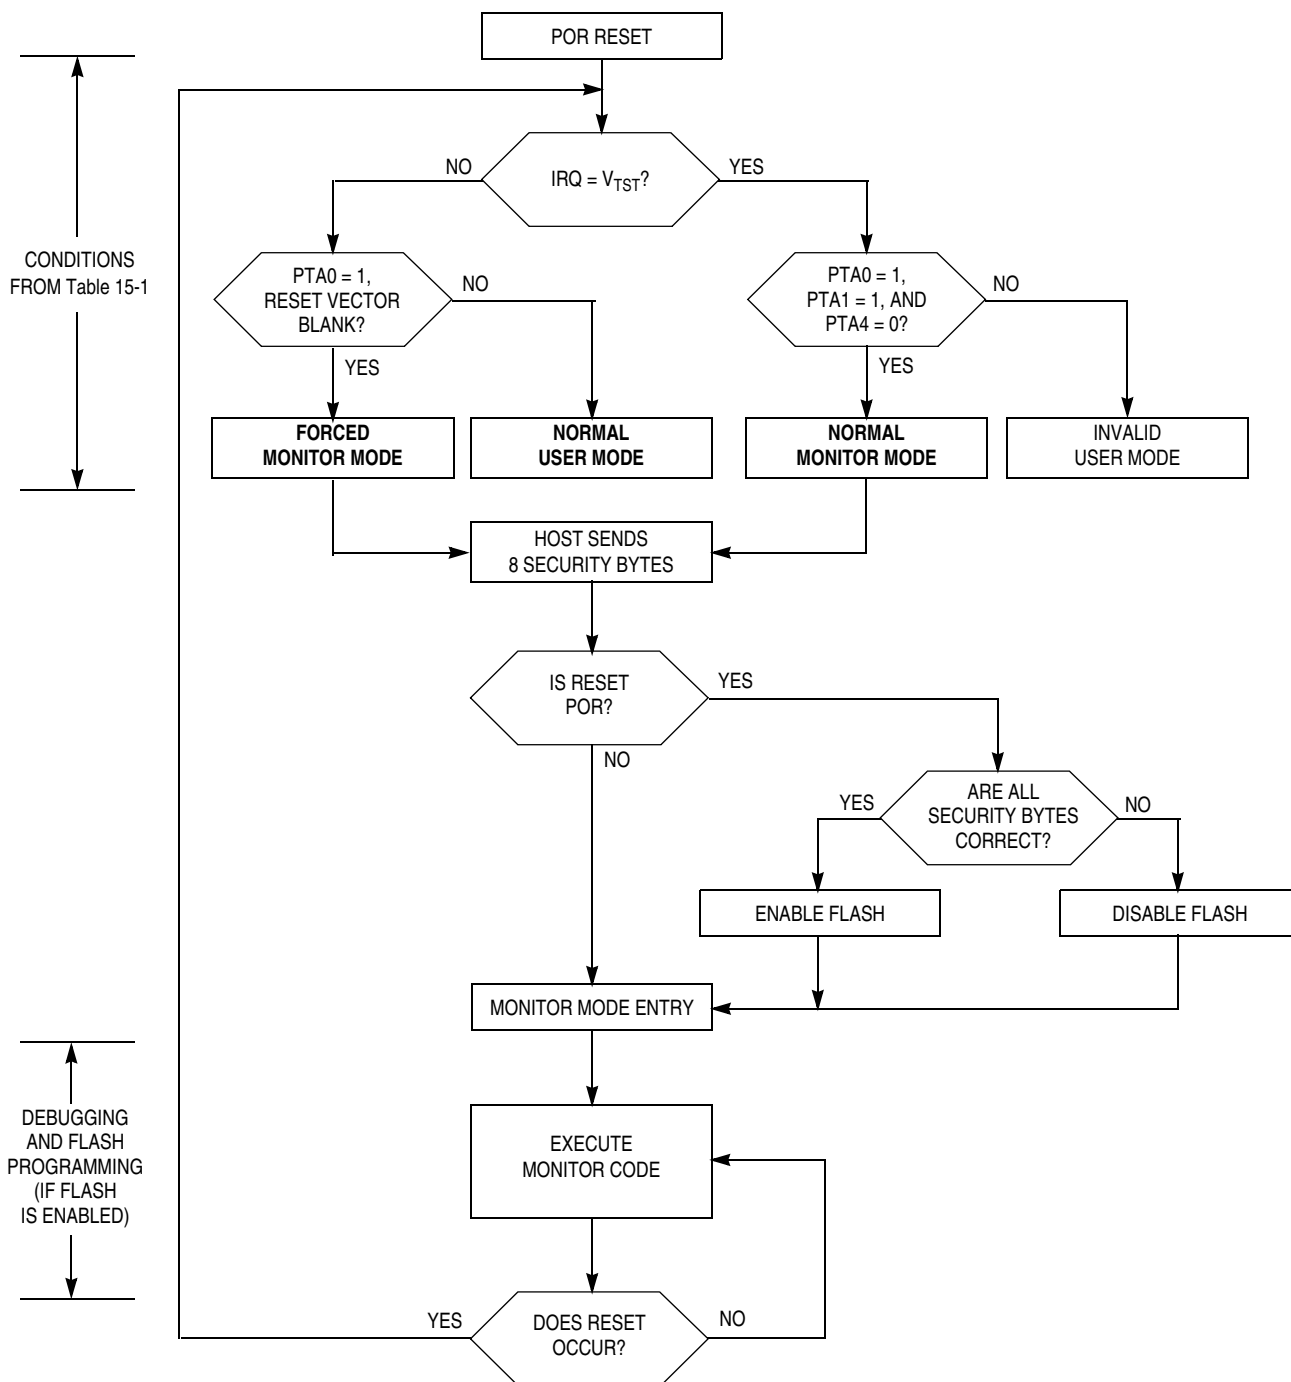 POR RESET
NO
IRQ = VTST?
YES
CONDITIONS
FROM Table 15-1
PTA0 = 1,
RESET VECTOR
BLANK?
NO
YES
PTA0 = 1,
PTA1 = 1, AND
PTA4 = 0?
NO
YES
FORCED
MONITOR MODE
NORMAL
USER MODE
NORMAL
MONITOR MODE
INVALID
USER MODE
HOST SENDS
8 SECURITY BYTES
IS RESET
POR?
YES
NO
YES
ARE ALL
SECURITY BYTES
CORRECT?
NO
ENABLE FLASH
DISABLE FLASH
MONITOR MODE ENTRY
DEBUGGING
AND FLASH
PROGRAMMING
(IF FLASH
IS ENABLED)
EXECUTE
MONITOR CODE
YES
DOES RESET
OCCUR?
NO